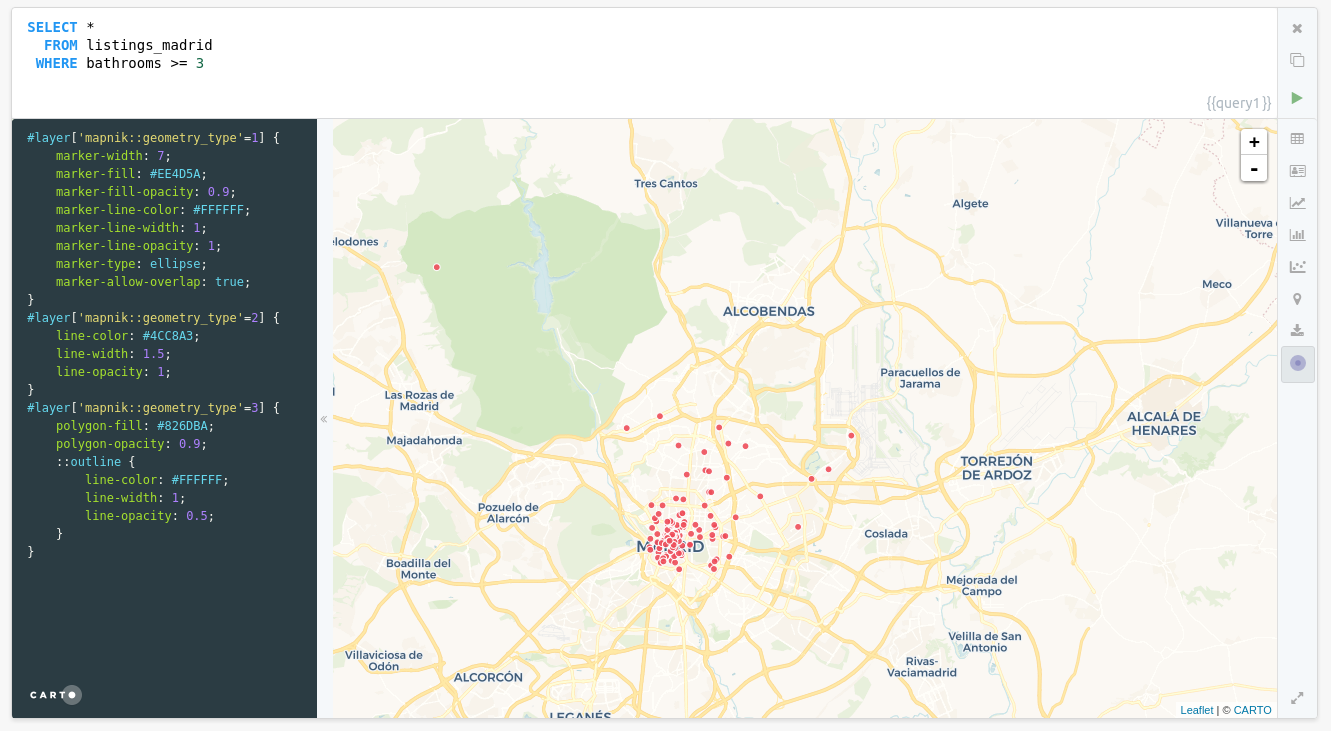 SELECT *
FROM listings_madrid
WHERE bathrooms >= 3
{{query1}}
#layer['mapnik::geometry_type'=1] {
marker-width: 7;
marker-fill: #EE4D5A;
marker-fill-opacity: 0.9;
marker-line-color: #FFFFFF;
marker-line-width: 1;
marker-line-opacity: 1;
marker-type: ellipse;
marker-allow-overlap: true;
}
#layer['mapnik::geometry_type'=2] {
line-color: #4CC8A3;
line-width: 1.5;
line-opacity: 1;
}
#layer['mapnik::geometry_type'=3] {
polygon-fill: #826DBA;
polygon-opacity: 0.9;
::outline {
line-color: #FFFFFF;
line-width: 1;
line-opacity: 0.5;
}
}
CARTO
«
+
-
Tres Cantos
Algete
Villanueva
Torre
elodones
Meco
ALCOBENDAS
Paracuellos de
Jarama
Las Rozas de
Madrid
ALCALÁ DE
HENARES
Majadahonda
TORREJÓN
DE ARDOZ
Pozuelo de
Alarcón
Coslada
Boadilla del
Monte
Mejorada del
Campo
Velilla de San
Antonio
Villaviciosa de
Odón
Rivas-
Vaciamadrid
ALCORCÓN
LEGANÉS
Leaflet | © CARTO